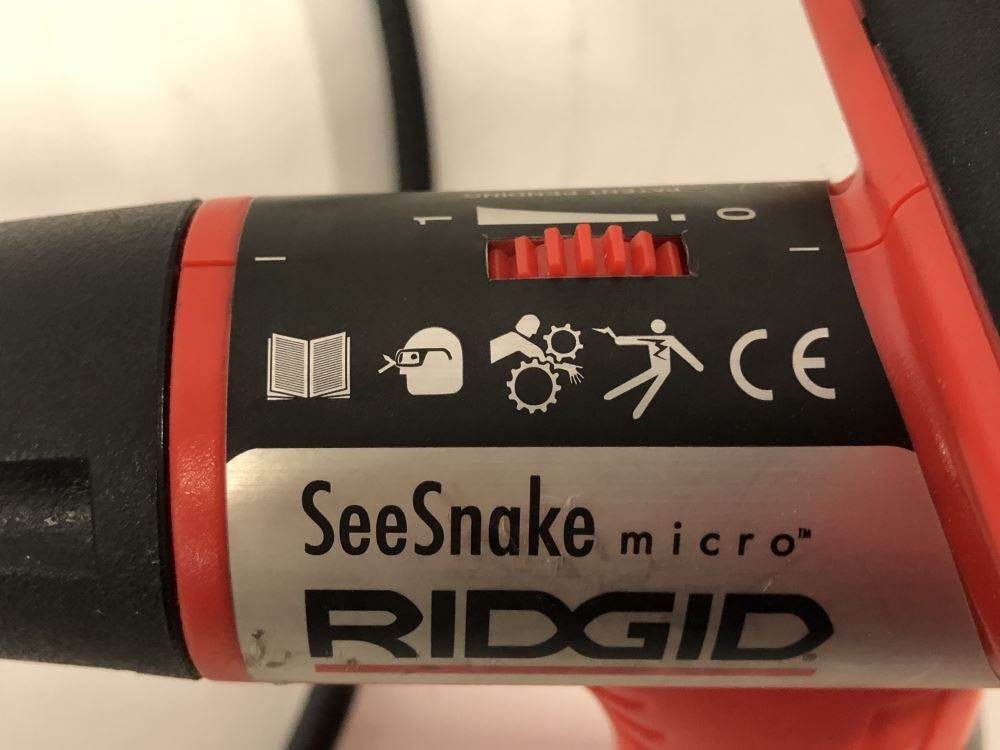 PATENT PENDING
1 0
CE
SeeSnake micro™
RIDGID®